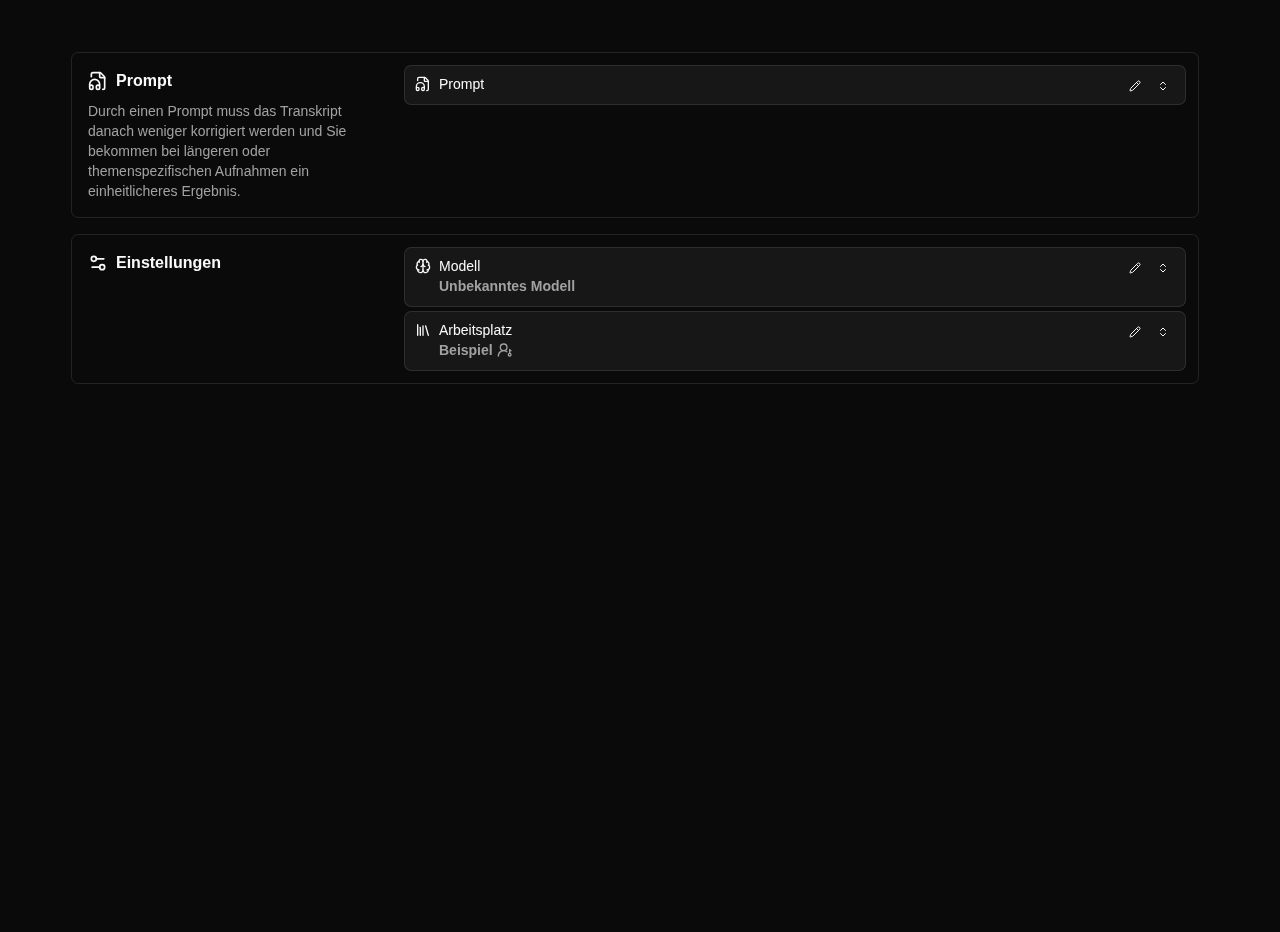 Prompt
Durch einen Prompt muss das Transkript
danach weniger korrigiert werden und Sie
bekommen bei längeren oder
themenspezifischen Aufnahmen ein
einheitlicheres Ergebnis.
Prompt
Einstellungen
Modell
Unbekanntes Modell
Arbeitsplatz
Beispiel